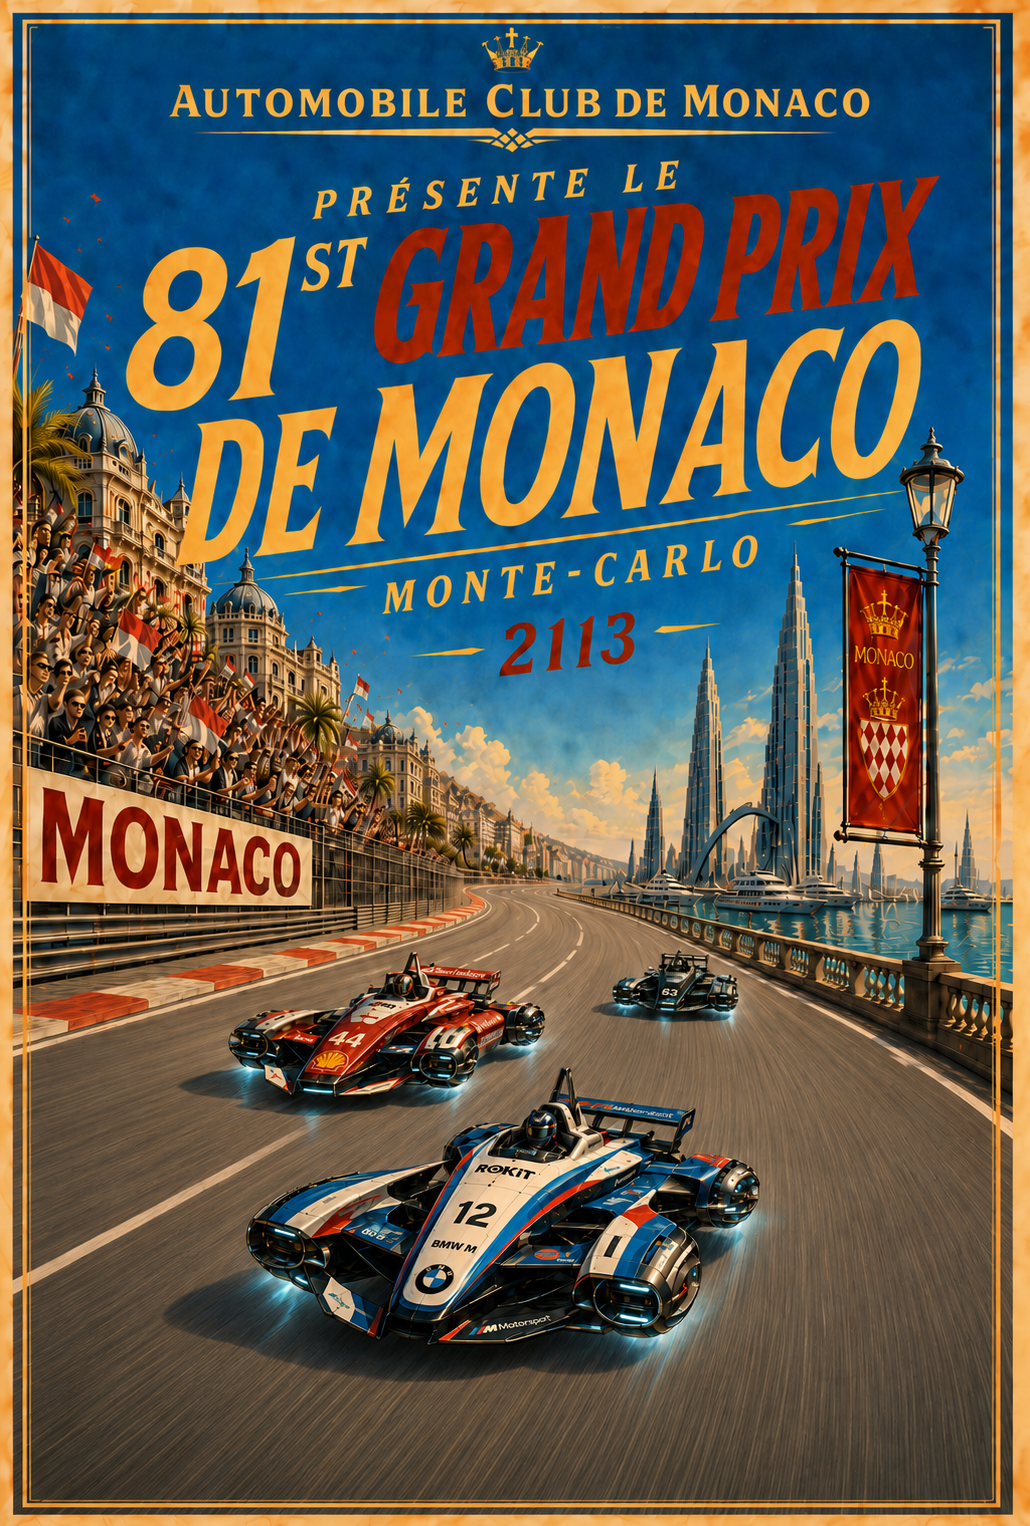 AUTOMOBILE CLUB DE MONACO
PRÉSENTE LE
81ST GRAND PRIX
DE MONACO
MONTE-CARLO
2113
MONACO
MONACO
63
44
ROKiT
12
BMW M
M Motorsport